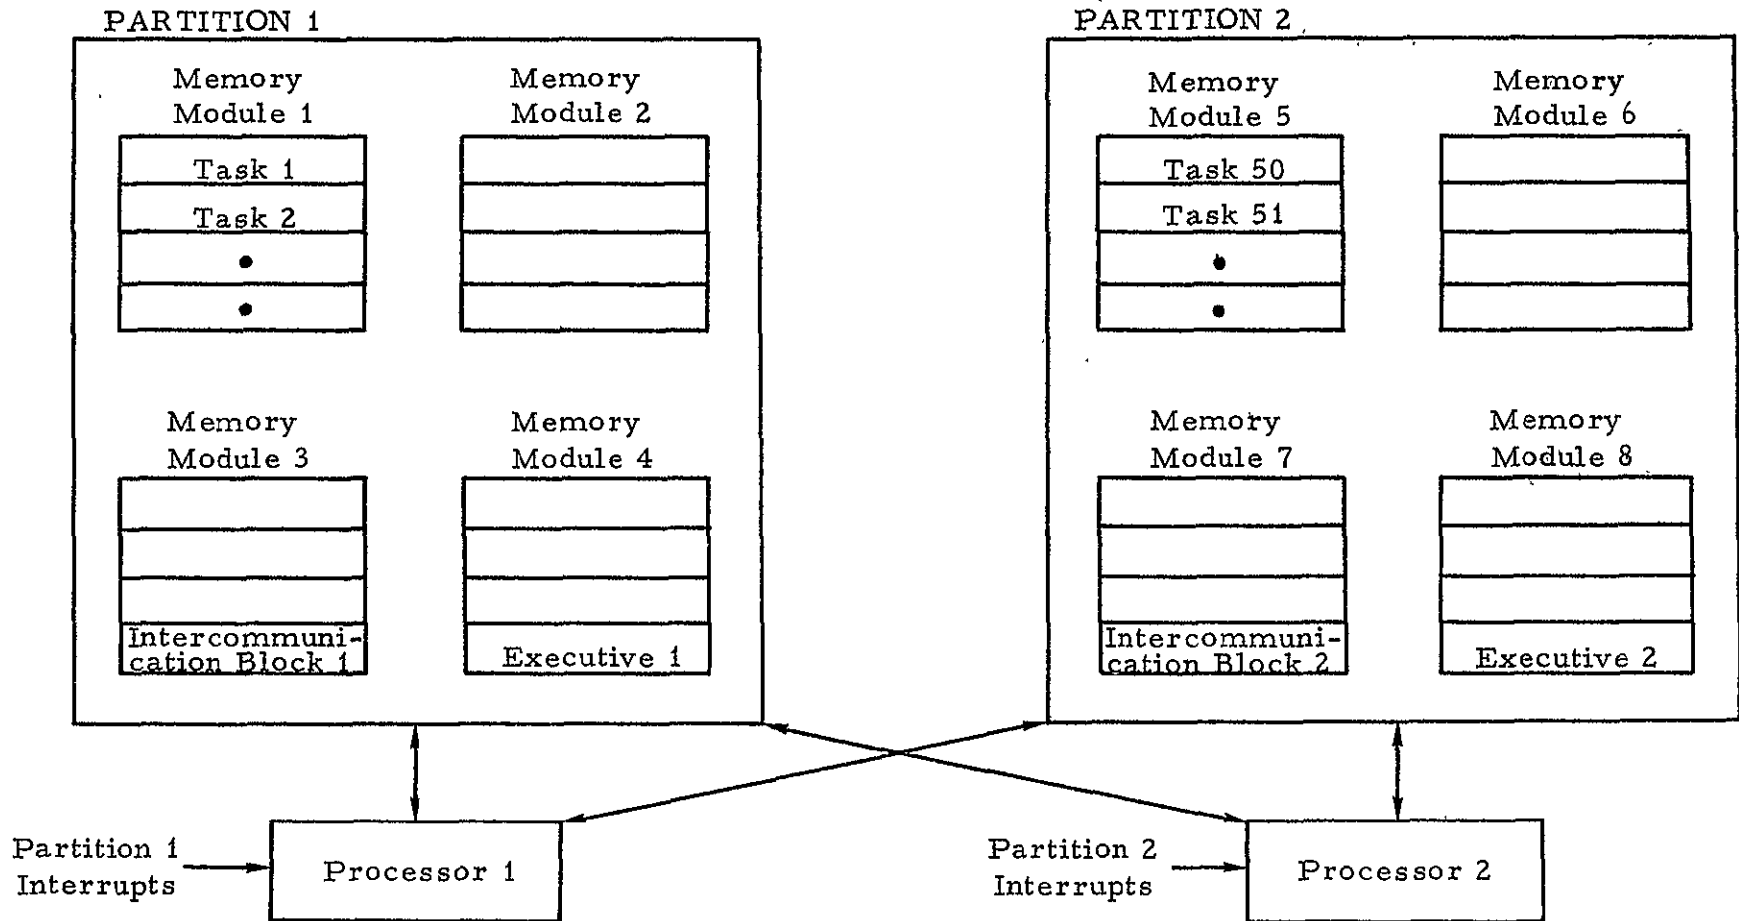 PARTITION 1
Memory
Module 1
Memory
Module 2
Task 1
Task 2
Memory
Module 3
Memory
Module 4
Intercommuni-
cation Block 1
Executive 1
PARTITION 2
Memory
Module 5
Memory
Module 6
Task 50
Task 51
Memory
Module 7
Memory
Module 8
Intercommuni-
cation Block 2
Executive 2
Partition 1
Interrupts
Processor 1
Partition 2
Interrupts
Processor 2